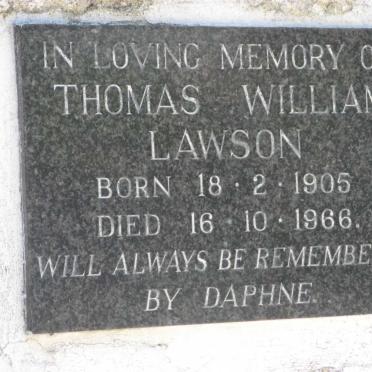 IN LOVING MEMORY O
THOMAS WILLIAM
LAWSON
BORN 18 · 2 · 1905
DIED 16 · 10 · 1966.
WILL ALWAYS BE REMEMBE
BY DAPHNE.